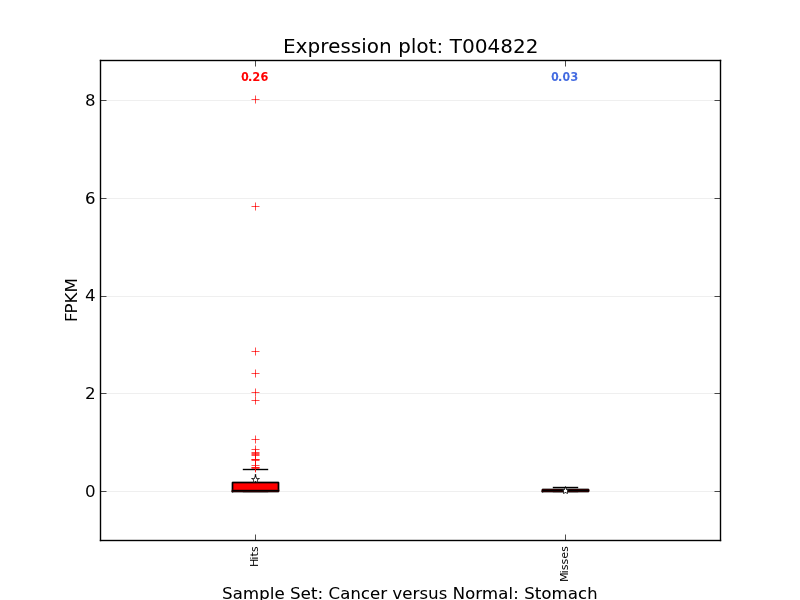 Expression plot: T004822
0.26
0.03
8
6
4
2
0
FPKM
Hits
Misses
Sample Set: Cancer versus Normal: Stomach